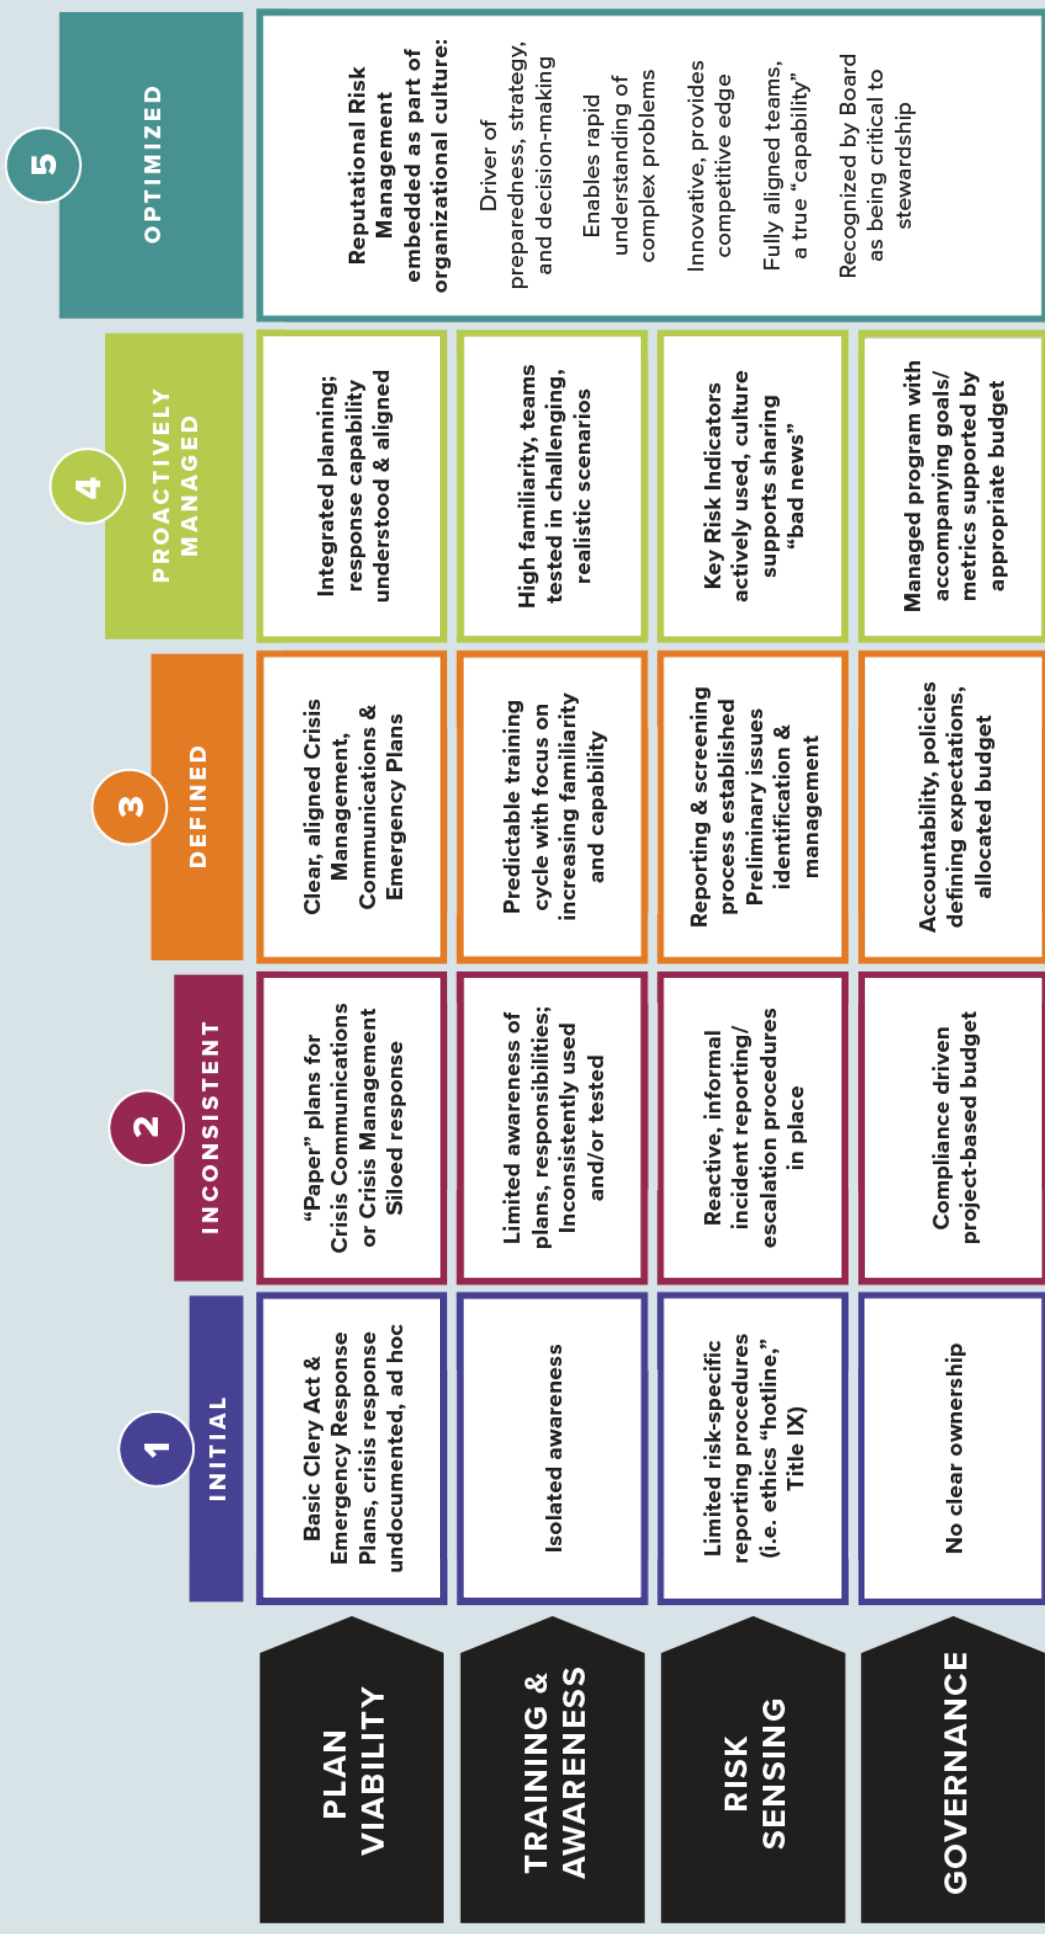 1
INITIAL
2
INCONSISTENT
3
DEFINED
4
PROACTIVELY
MANAGED
5
OPTIMIZED
PLAN
VIABILITY
Basic Clery Act &
Emergency Response
Plans, crisis response
undocumented, ad hoc
“Paper” plans for
Crisis Communications
or Crisis Management
Siloed response
Clear, aligned Crisis
Management,
Communications &
Emergency Plans
Integrated planning;
response capability
understood & aligned
TRAINING &
AWARENESS
Isolated awareness
Limited awareness of
plans, responsibilities;
Inconsistently used
and/or tested
Predictable training
cycle with focus on
increasing familiarity
and capability
High familiarity, teams
tested in challenging,
realistic scenarios
RISK
SENSING
Limited risk-specific
reporting procedures
(i.e. ethics “hotline,”
Title IX)
Reactive, informal
incident reporting/
escalation procedures
in place
Reporting & screening
process established
Preliminary issues
identification &
management
Key Risk Indicators
actively used, culture
supports sharing
“bad news”
GOVERNANCE
No clear ownership
Compliance driven
project-based budget
Accountability, policies
defining expectations,
allocated budget
Managed program with
accompanying goals/
metrics supported by
appropriate budget
Reputational Risk
Management
embedded as part of
organizational culture:
Driver of
preparedness, strategy,
and decision-making
Enables rapid
understanding of
complex problems
Innovative, provides
competitive edge
Fully aligned teams,
a true “capability”
Recognized by Board
as being critical to
stewardship